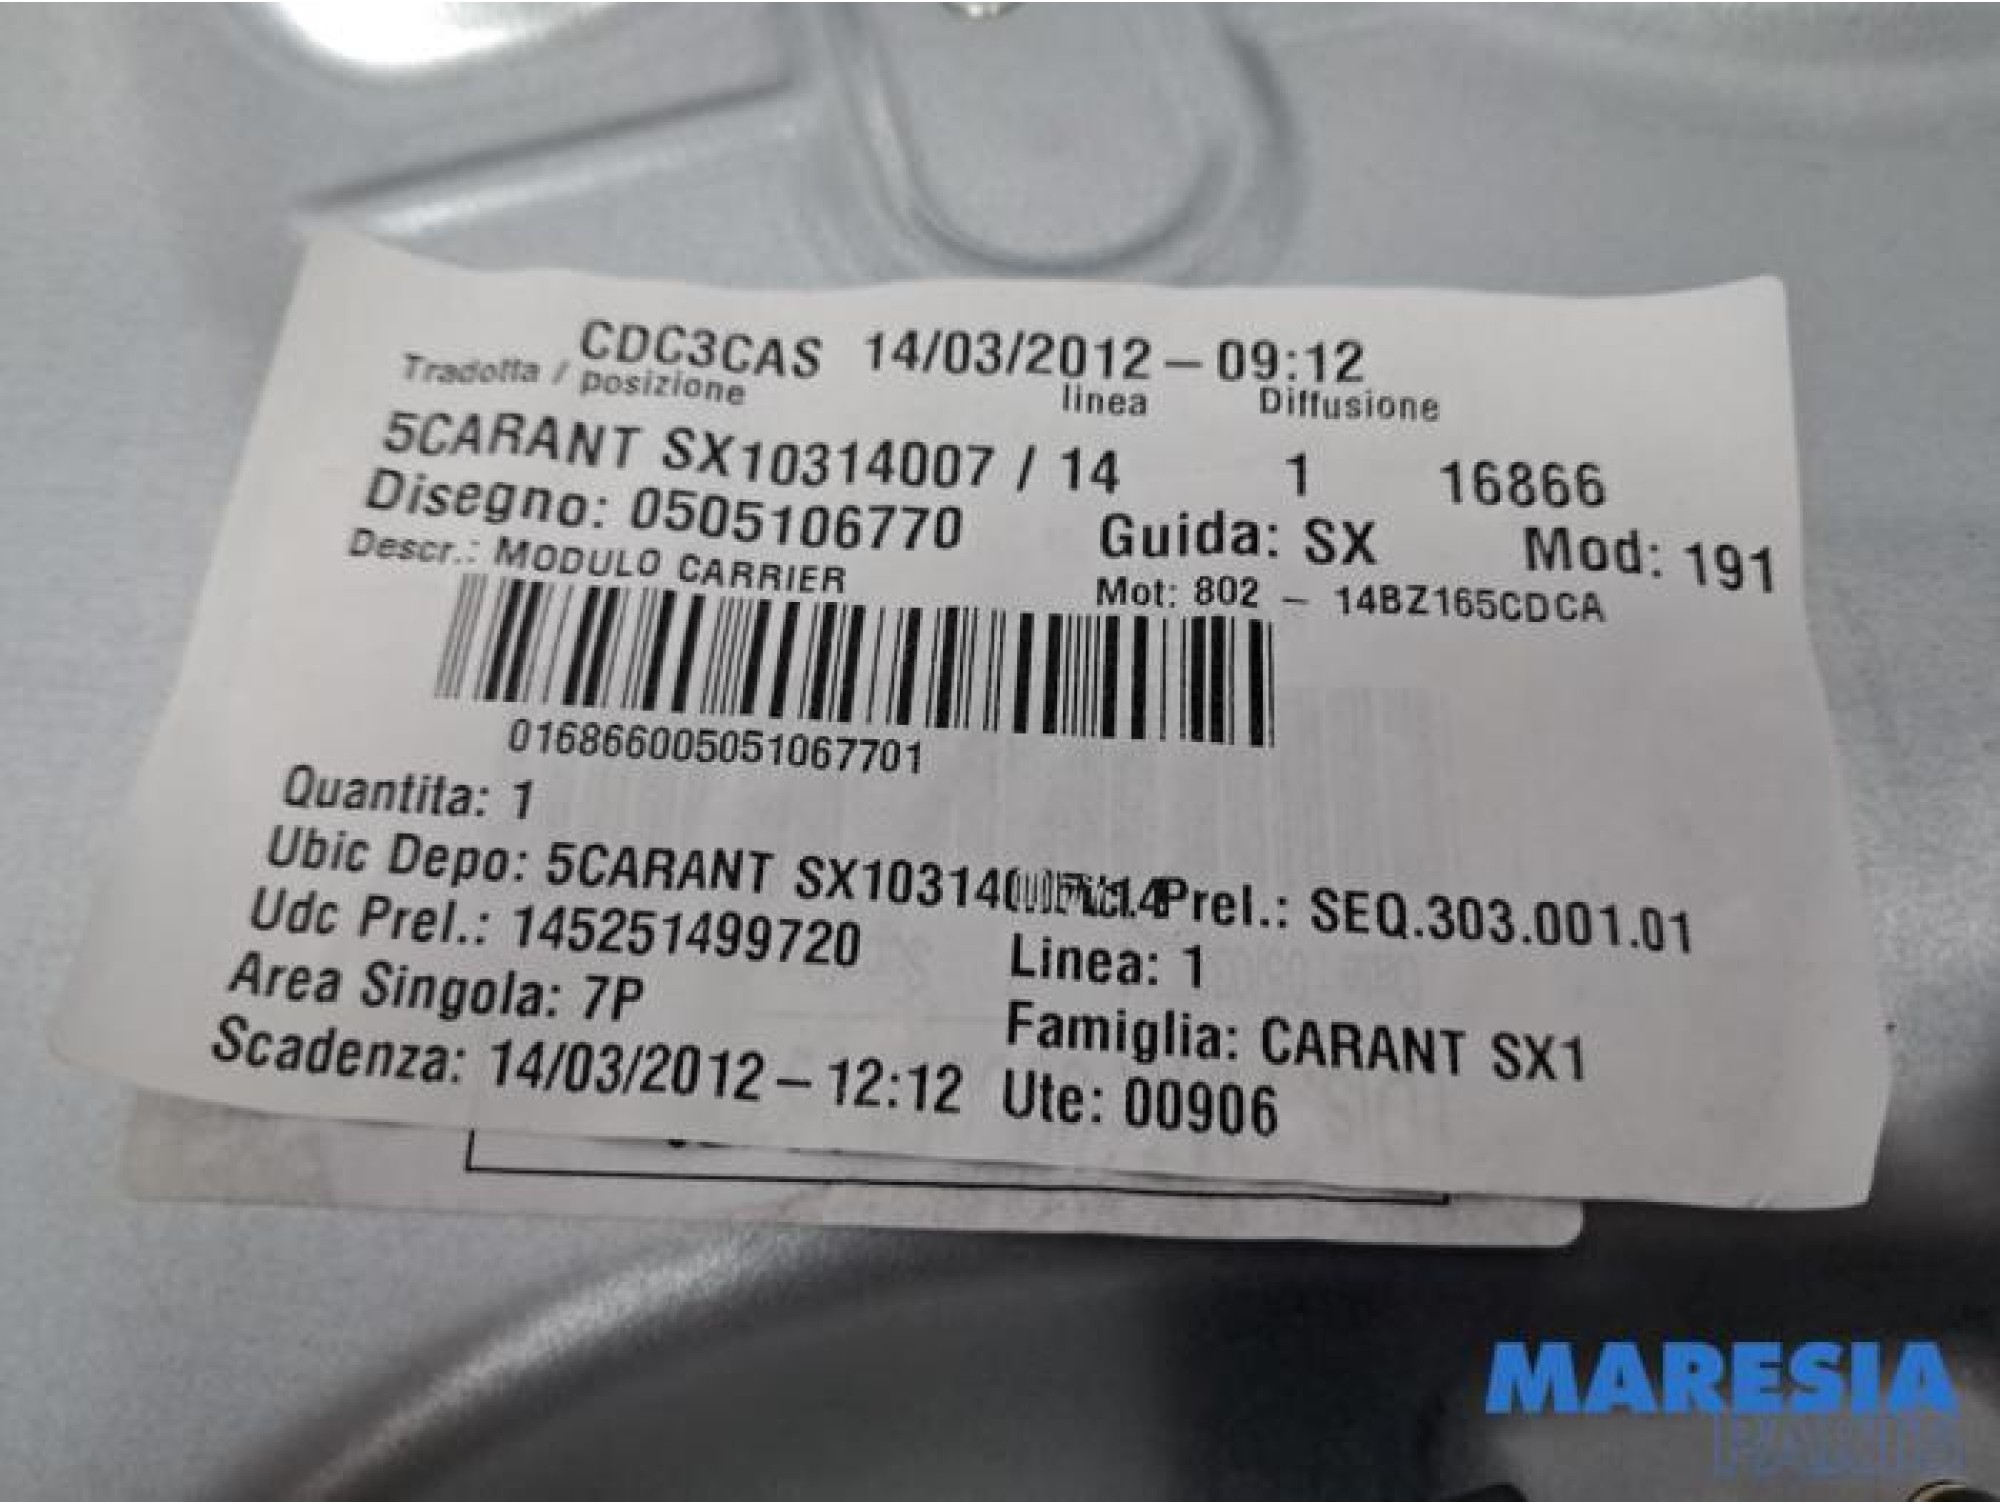 CDC3CAS 14/03/2012 – 09:12
Tradotta / posizione linea Diffusione
5CARANT SX10314007 / 14 1 16866
Disegno: 0505106770 Guida: SX Mod: 191
Descr.: MODULO CARRIER Mot: 802 – 14BZ165CDCA
016866005051067701
Quantita: 1
Ubic Depo: 5CARANT SX10314 Prel.: SEQ.303.001.01
Udc Prel.: 145251499720 Linea: 1
Area Singola: 7P Famiglia: CARANT SX1
Scadenza: 14/03/2012 – 12:12 Ute: 00906
MARESIA
PARTS